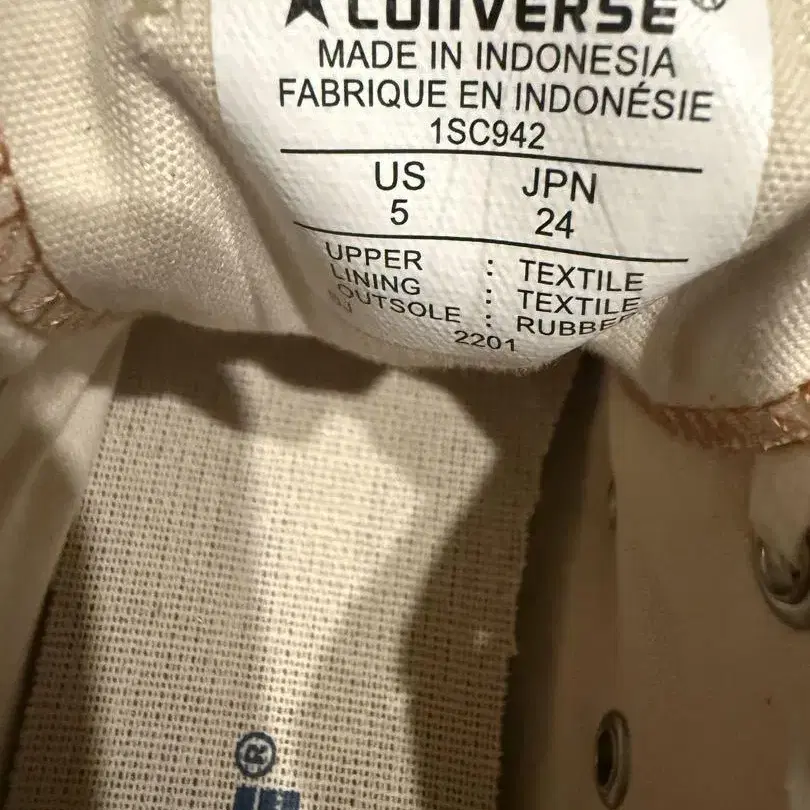 ★ CONVERSE®
MADE IN INDONESIA
FABRIQUE EN INDONÉSIE
1SC942
US JPN
5 24
UPPER : TEXTILE
LINING : TEXTILE
OUTSOLE : RUBBER
2201
®